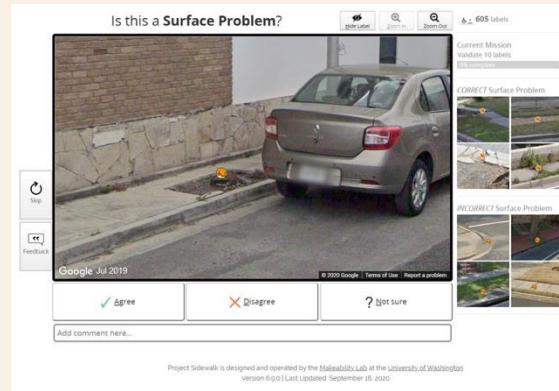 Is this a Surface Problem?
Hide Label
Zoom In
Zoom Out
605 labels
Current Mission
Validate 10 labels
0% complete
CORRECT Surface Problem
Skip
Feedback
INCORRECT Surface Problem
Google Jul 2019
© 2020 Google Terms of Use Report a problem
Agree
Disagree
? Not sure
Add comment here...
Project Sidewalk is designed and operated by the Makeability Lab at the University of Washington
Version 6.9.0 | Last Updated: September 16, 2020